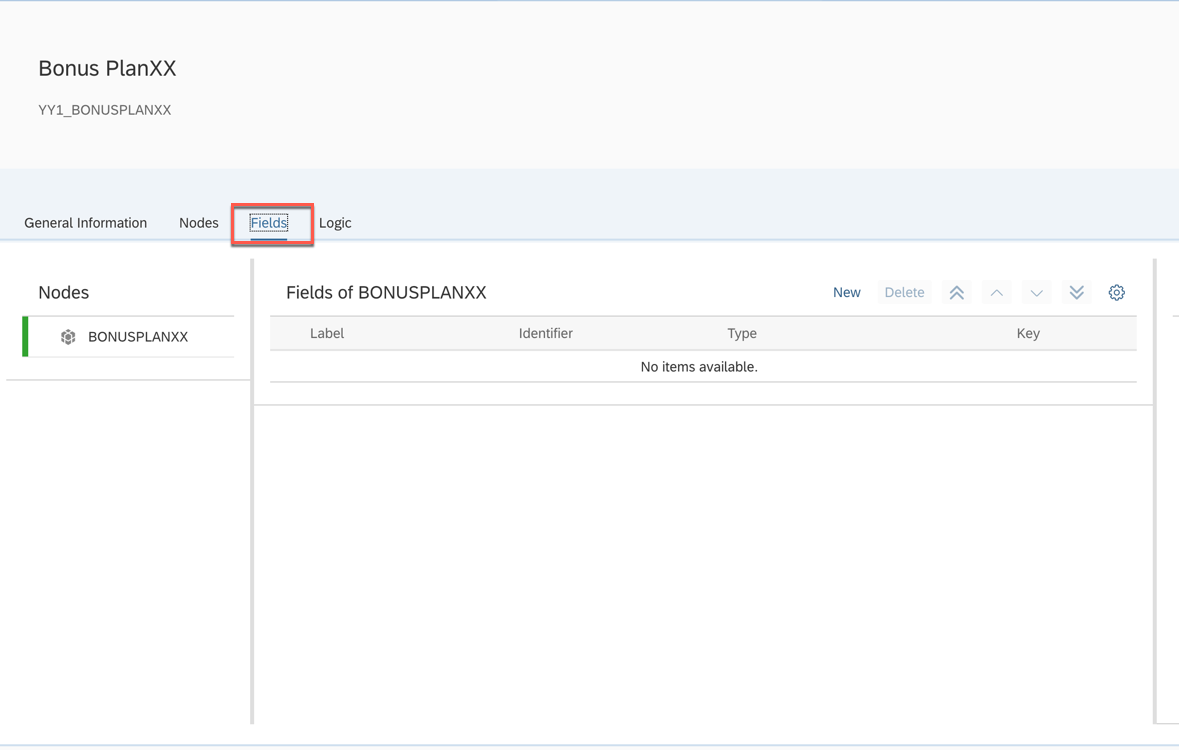 Bonus PlanXX
YY1_BONUSPLANXX
General Information Nodes Fields Logic
Nodes
BONUSPLANXX
Fields of BONUSPLANXX New Delete
Label Identifier Type Key
No items available.